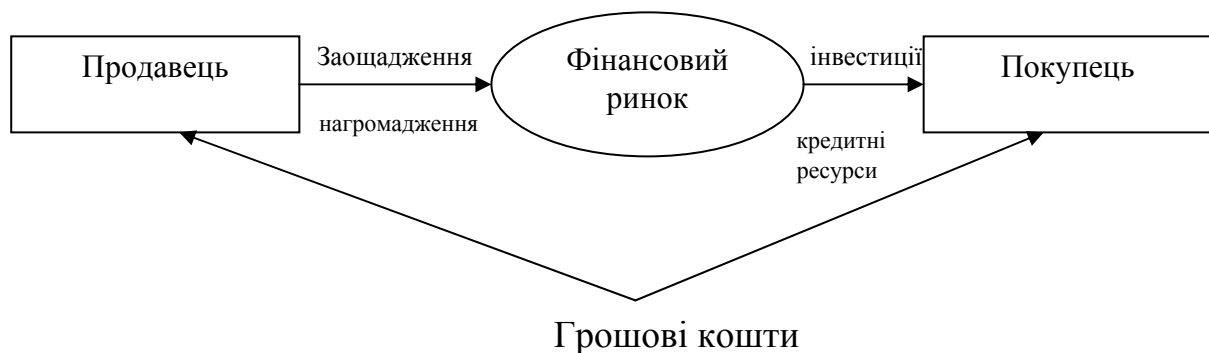 Продавець
Заощадження
нагромадження
Фінансовий
ринок
інвестиції
кредитні
ресурси
Покупець
Грошові кошти